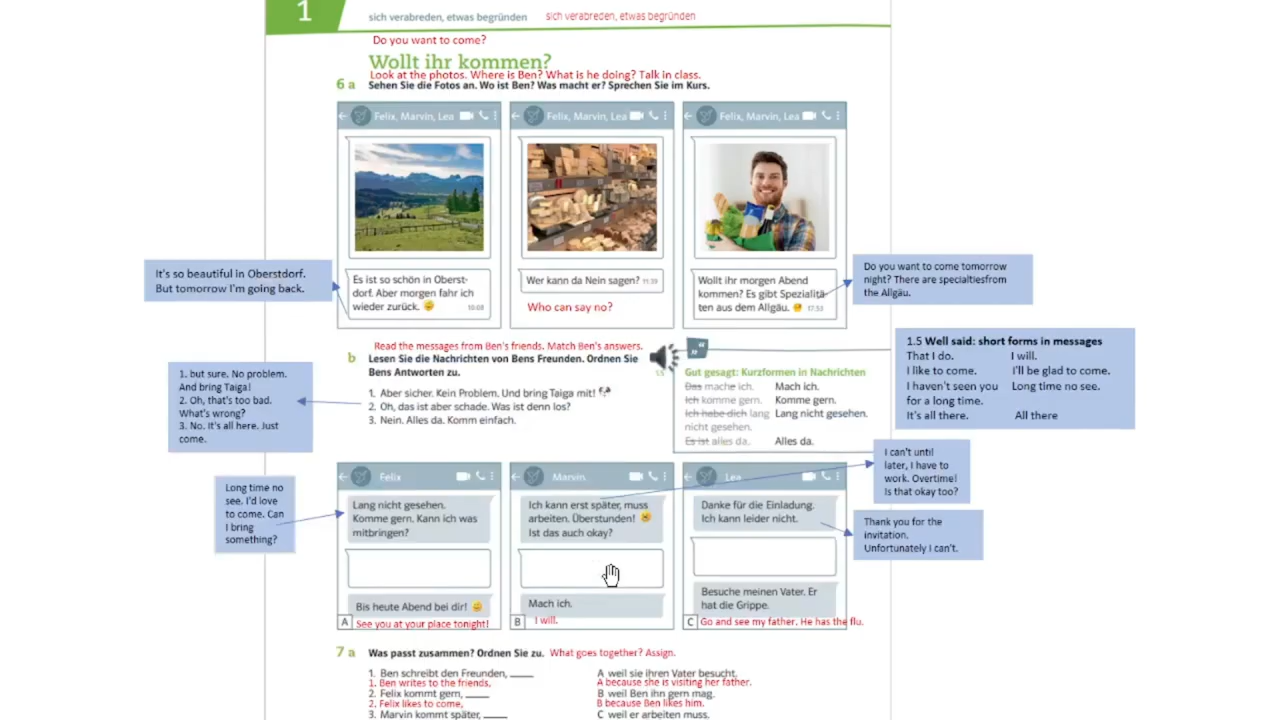 1
sich verabreden, etwas begründen
sich verabreden, etwas begründen
Do you want to come?
Wollt ihr kommen?
Look at the photos. Where is Ben? What is he doing? Talk in class.
6 a Sehen Sie die Fotos an. Wo ist Ben? Was macht er? Sprechen Sie im Kurs.
Felix, Marvin, Lea
Felix, Marvin, Lea
Felix, Marvin, Lea
It's so beautiful in Oberstdorf.
But tomorrow I'm going back.
Es ist so schön in Oberst-
dorf. Aber morgen fahr ich
wieder zurück.
Wer kann da Nein sagen? 11:39
Who can say no?
Wollt ihr morgen Abend
kommen? Es gibt Spezialitä-
ten aus dem Allgäu. 17:53
Do you want to come tomorrow
night? There are specialtiesfrom
the Allgäu.
Read the messages from Ben's friends. Match Ben's answers.
b Lesen Sie die Nachrichten von Bens Freunden. Ordnen Sie
Bens Antworten zu.
1. Aber sicher. Kein Problem. Und bring Taiga mit!
2. Oh, das ist aber schade. Was ist denn los?
3. Nein. Alles da. Komm einfach.
1. but sure. No problem.
And bring Taiga!
2. Oh, that's too bad.
What's wrong?
3. No. It's all here. Just
come.
Gut gesagt: Kurzformen in Nachrichten
Das mache ich. Mach ich.
Ich komme gern. Komme gern.
Ich habe dich lang Lang nicht gesehen.
nicht gesehen.
Es ist alles da. Alles da.
1.5 Well said: short forms in messages
That I do. I will.
I like to come. I'll be glad to come.
I haven't seen you Long time no see.
for a long time.
It's all there. All there
Felix
Lang nicht gesehen.
Komme gern. Kann ich was
mitbringen?
Bis heute Abend bei dir!
A See you at your place tonight!
Long time no
see. I'd love
to come. Can
I bring
something?
Marvin
Ich kann erst später, muss
arbeiten. Überstunden!
Ist das auch okay?
Mach ich.
B I will.
Lea
Danke für die Einladung.
Ich kann leider nicht.
Besuche meinen Vater. Er
hat die Grippe.
C Go and see my father. He has the flu.
I can't until
later, I have to
work. Overtime!
Is that okay too?
Thank you for the
invitation.
Unfortunately I can't.
7 a Was passt zusammen? Ordnen Sie zu. What goes together? Assign.
1. Ben schreibt den Freunden, ____ A weil sie ihren Vater besucht.
1. Ben writes to the friends, A because she is visiting her father.
2. Felix kommt gern, ____ B weil Ben ihn gern mag.
2. Felix likes to come, B because Ben likes him.
3. Marvin kommt später, ____ C weil er arbeiten muss.